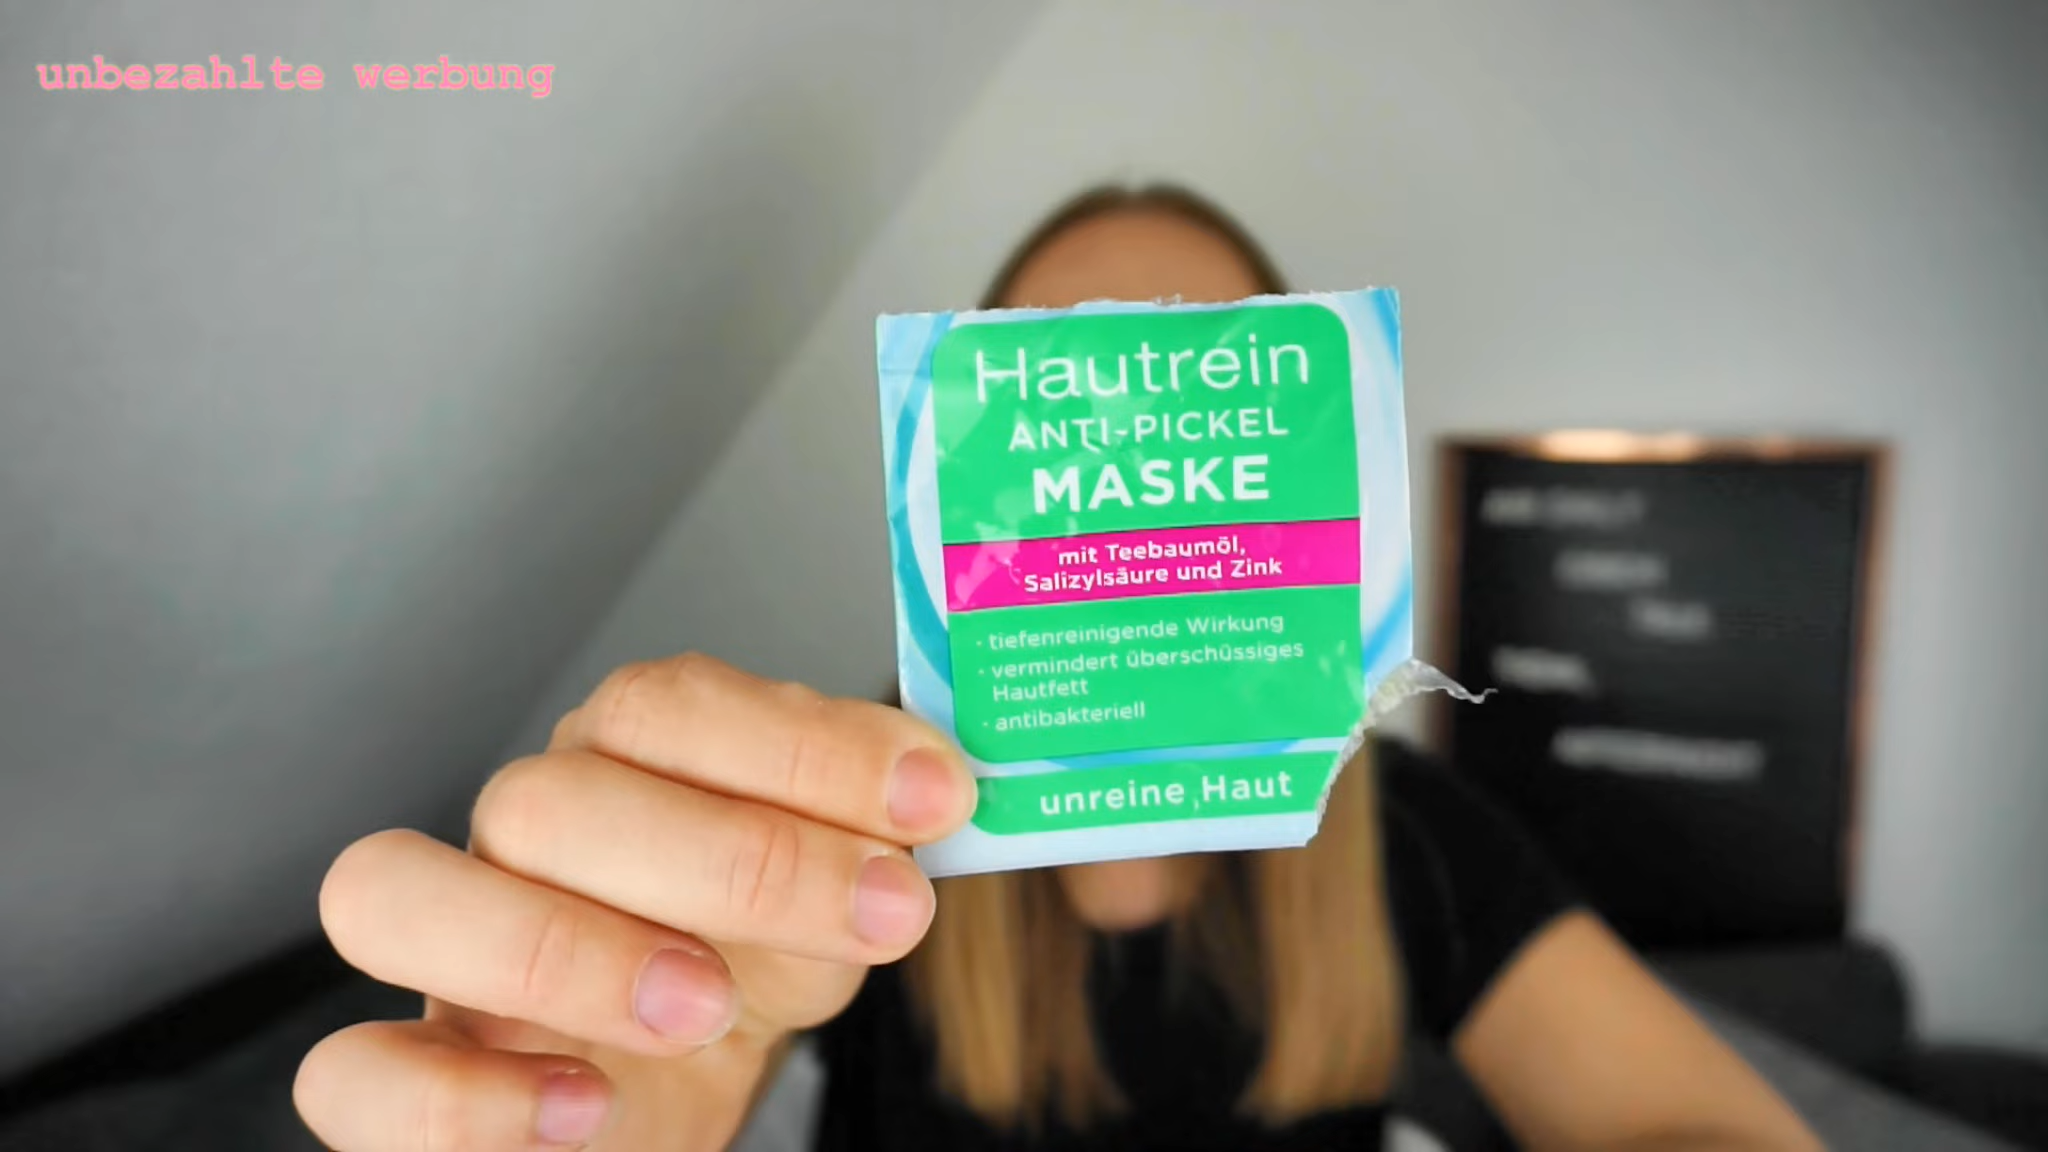 unbezahlte werbung
Hautrein
ANTI-PICKEL
MASKE
mit Teebaumöl,
Salizylsäure und Zink
· tiefenreinigende Wirkung
· vermindert überschüssiges
Hautfett
· antibakteriell
unreine Haut